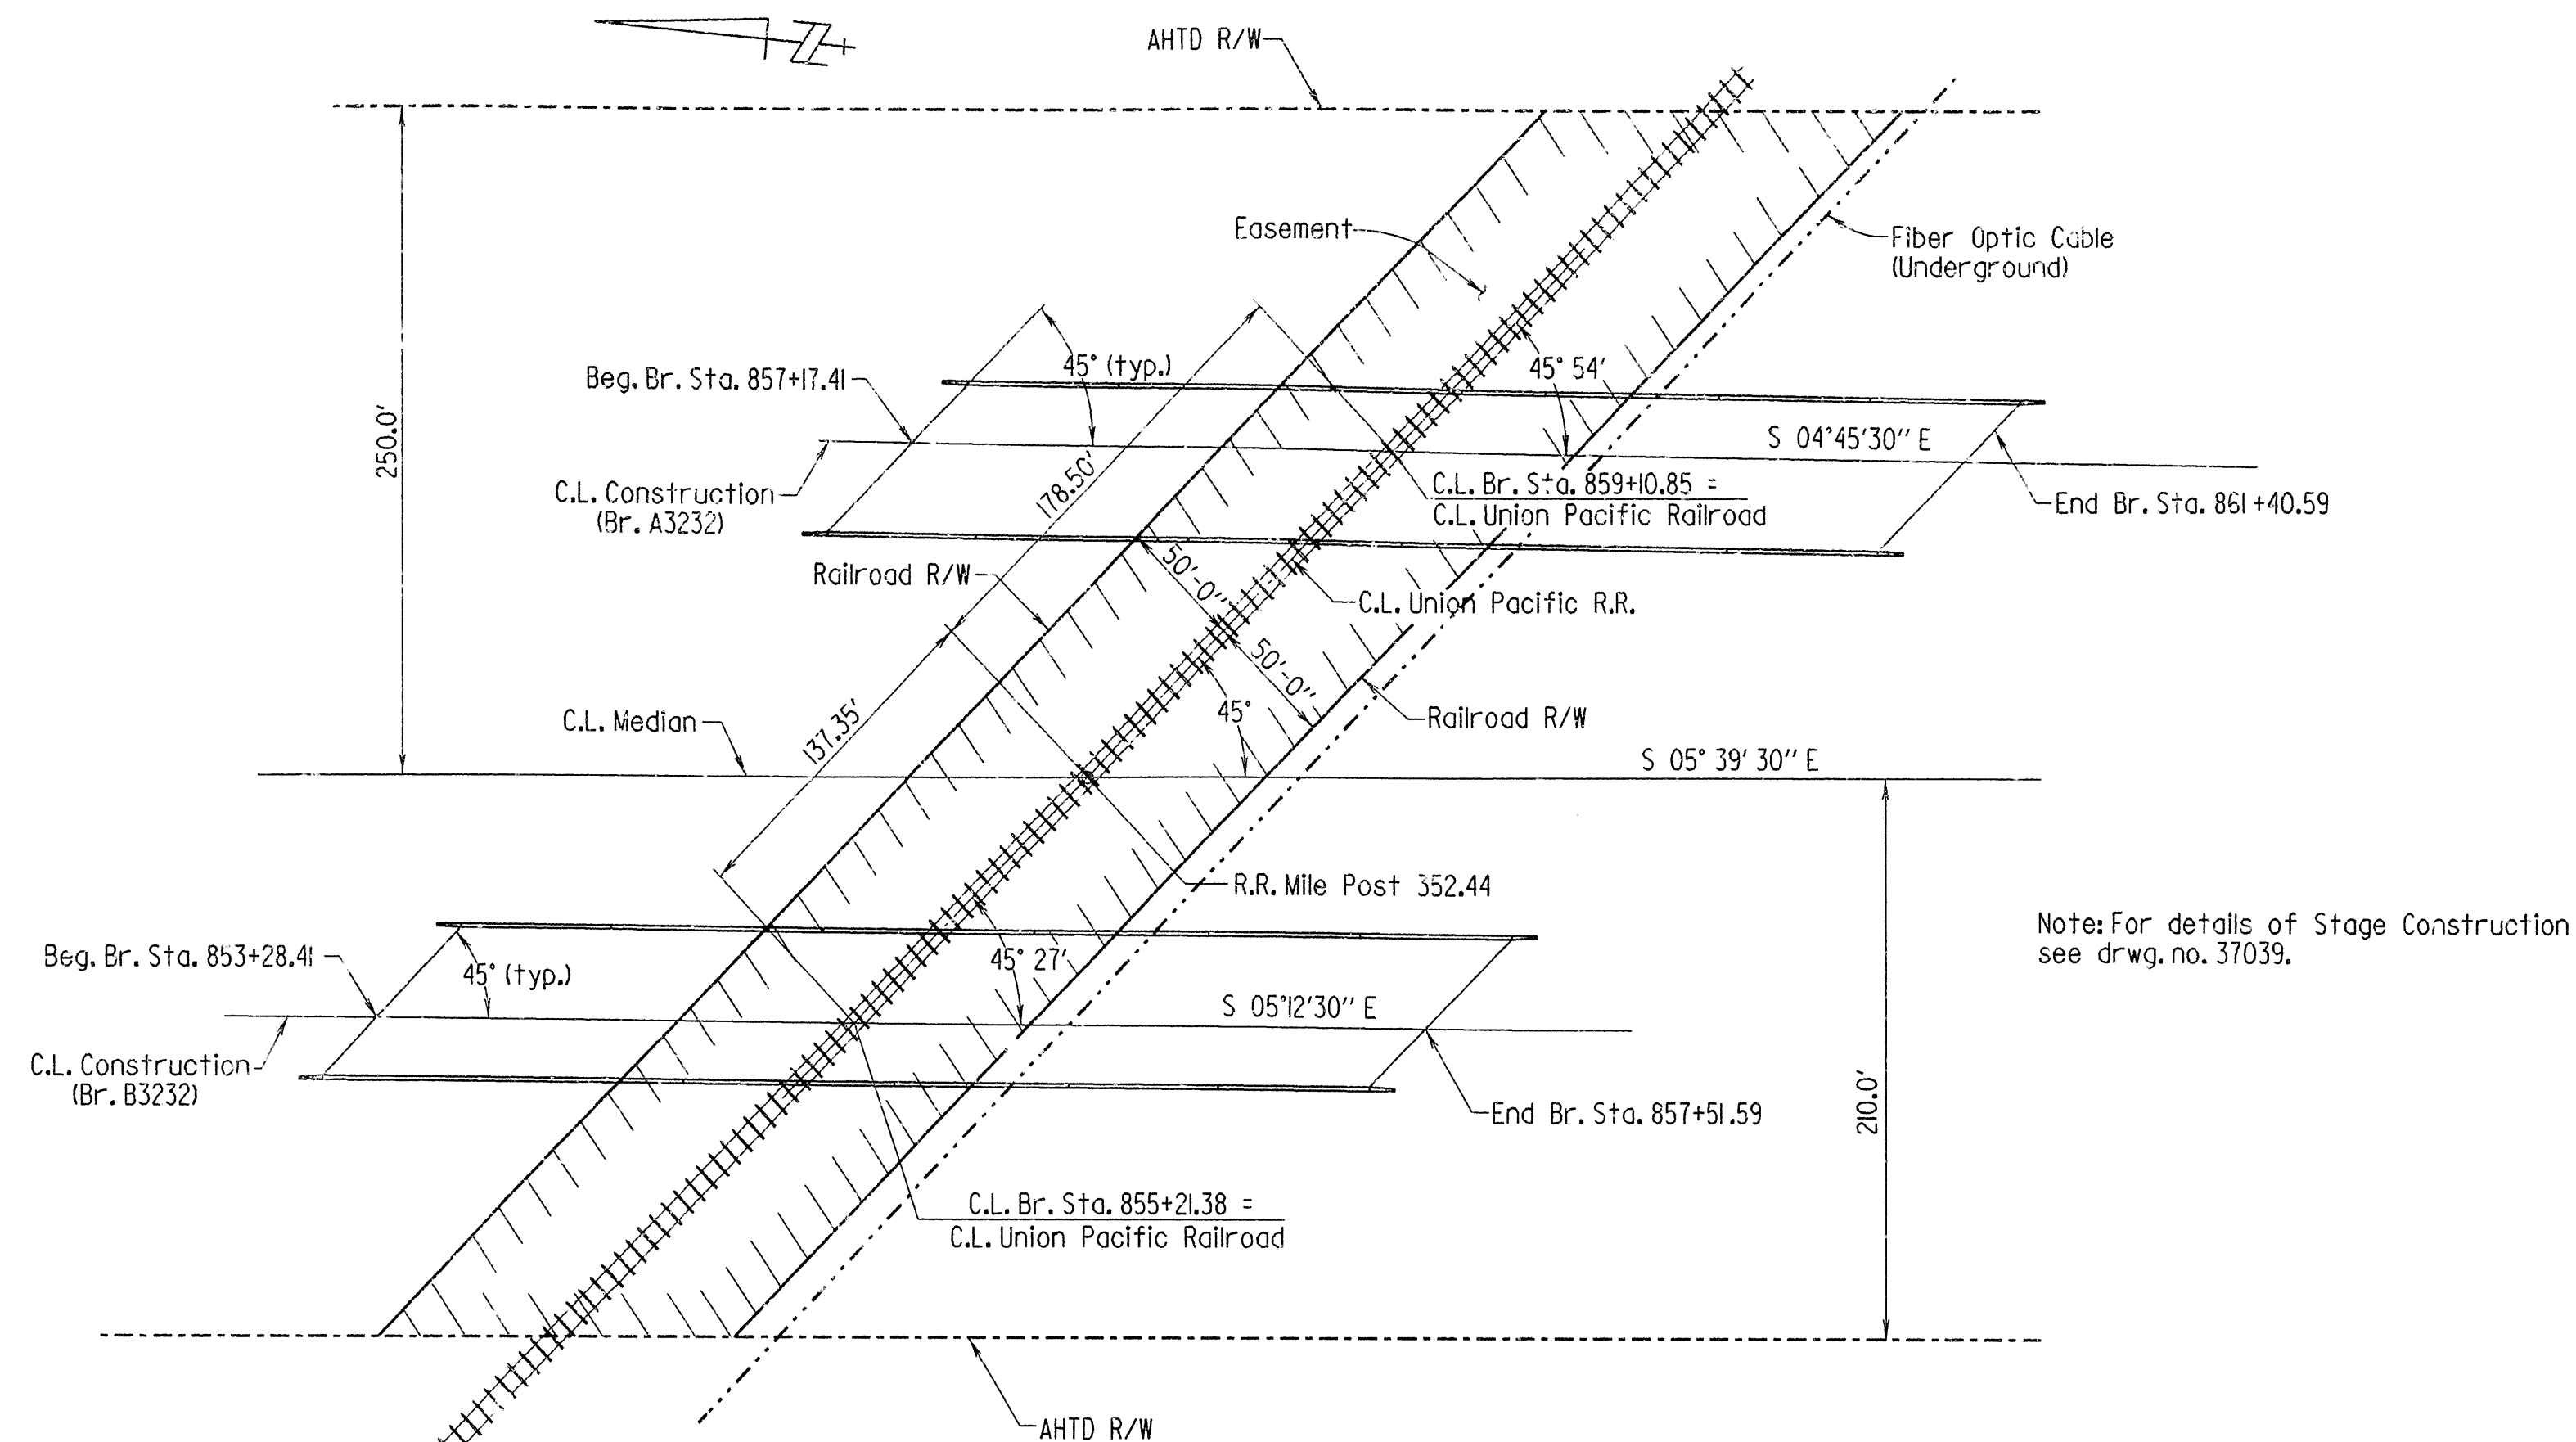 N
AHTD R/W
Easement
Fiber Optic Cable
(Underground)
250.0'
Beg. Br. Sta. 857+17.41
45° (typ.)
45° 54'
S 04°45'30" E
C.L. Construction
(Br. A3232)
178.50'
C.L. Br. Sta. 859+10.85 =
C.L. Union Pacific Railroad
End Br. Sta. 861+40.59
Railroad R/W
50'-0"
C.L. Union Pacific R.R.
50'-0"
137.35'
45°
C.L. Median
Railroad R/W
S 05° 39' 30" E
R.R. Mile Post 352.44
Note: For details of Stage Construction
see drwg. no. 37039.
Beg. Br. Sta. 853+28.41
45° (typ.)
45° 27'
S 05°12'30" E
C.L. Construction
(Br. B3232)
210.0'
End Br. Sta. 857+51.59
C.L. Br. Sta. 855+21.38 =
C.L. Union Pacific Railroad
AHTD R/W